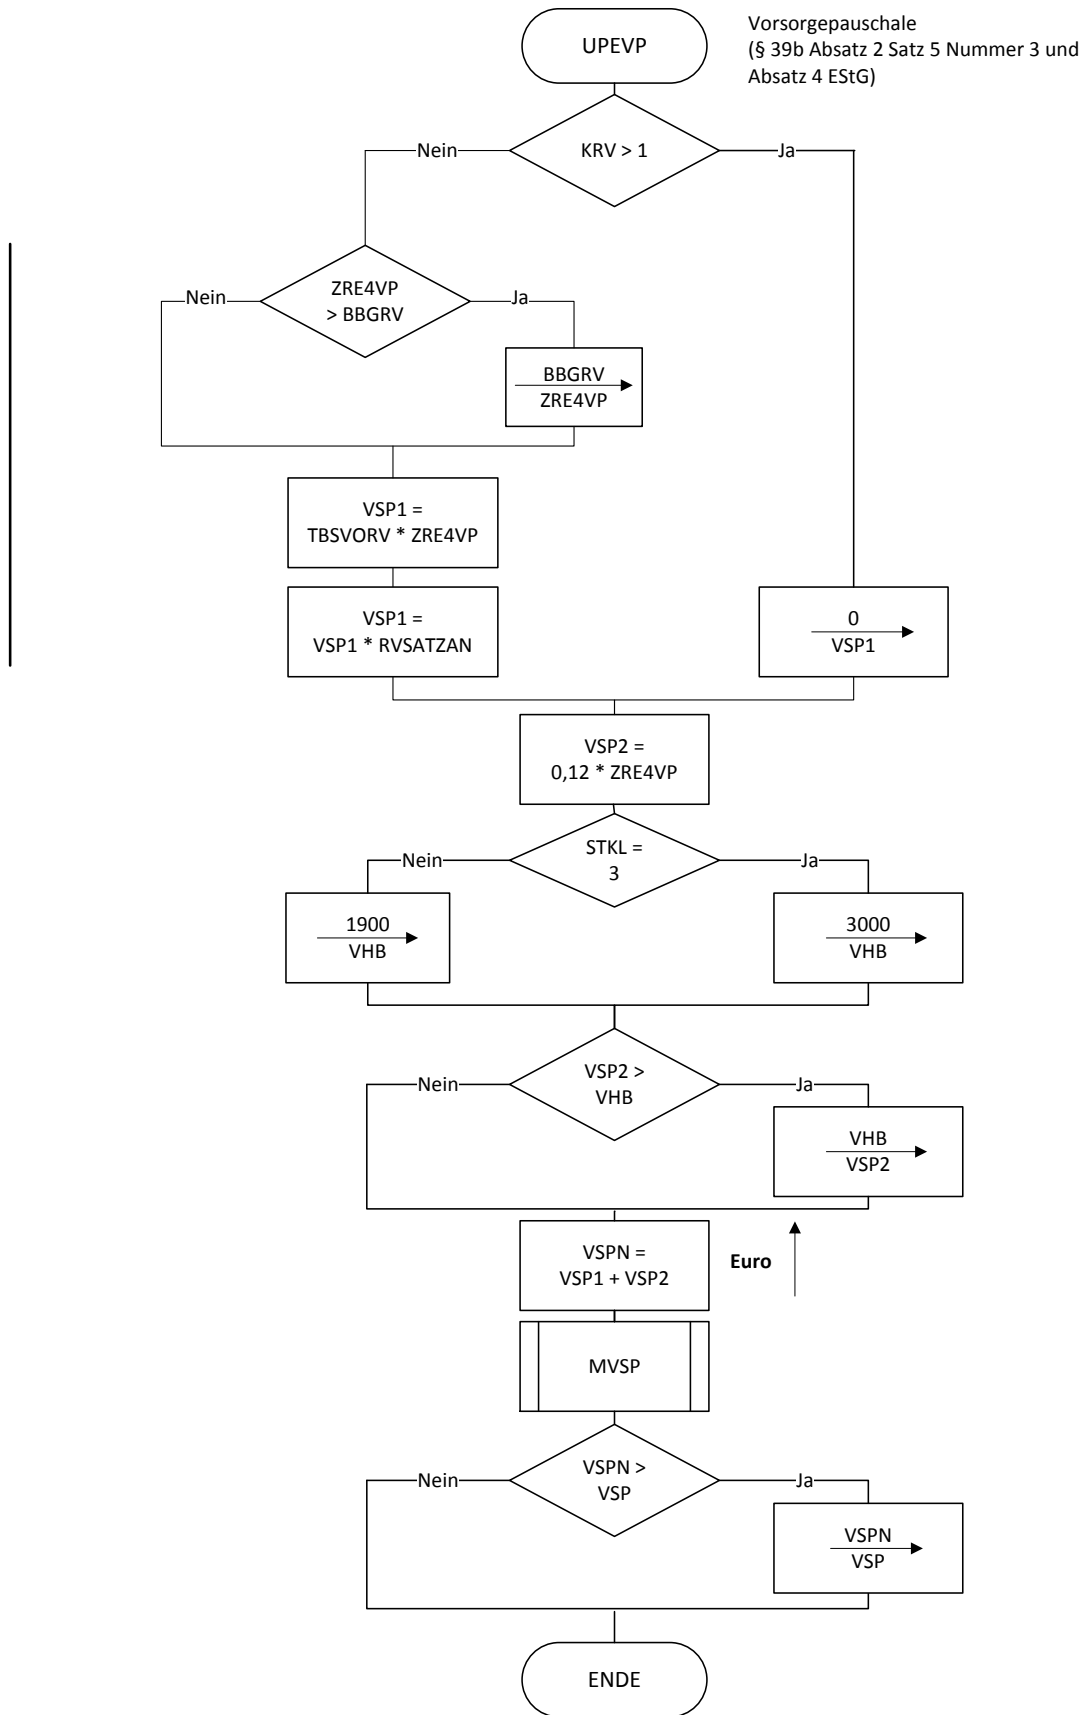 UPEVP
Vorsorgepauschale
(§ 39b Absatz 2 Satz 5 Nummer 3 und
Absatz 4 EStG)
KRV > 1
Nein
Ja
ZRE4VP
> BBGRV
Nein
Ja
BBGRV
ZRE4VP
VSP1 =
TBSVORV * ZRE4VP
VSP1 =
VSP1 * RVSATZAN
0
VSP1
VSP2 =
0,12 * ZRE4VP
STKL =
3
Nein
Ja
1900
VHB
3000
VHB
VSP2 >
VHB
Nein
Ja
VHB
VSP2
VSPN =
VSP1 + VSP2
Euro
MVSP
VSPN >
VSP
Nein
Ja
VSPN
VSP
ENDE